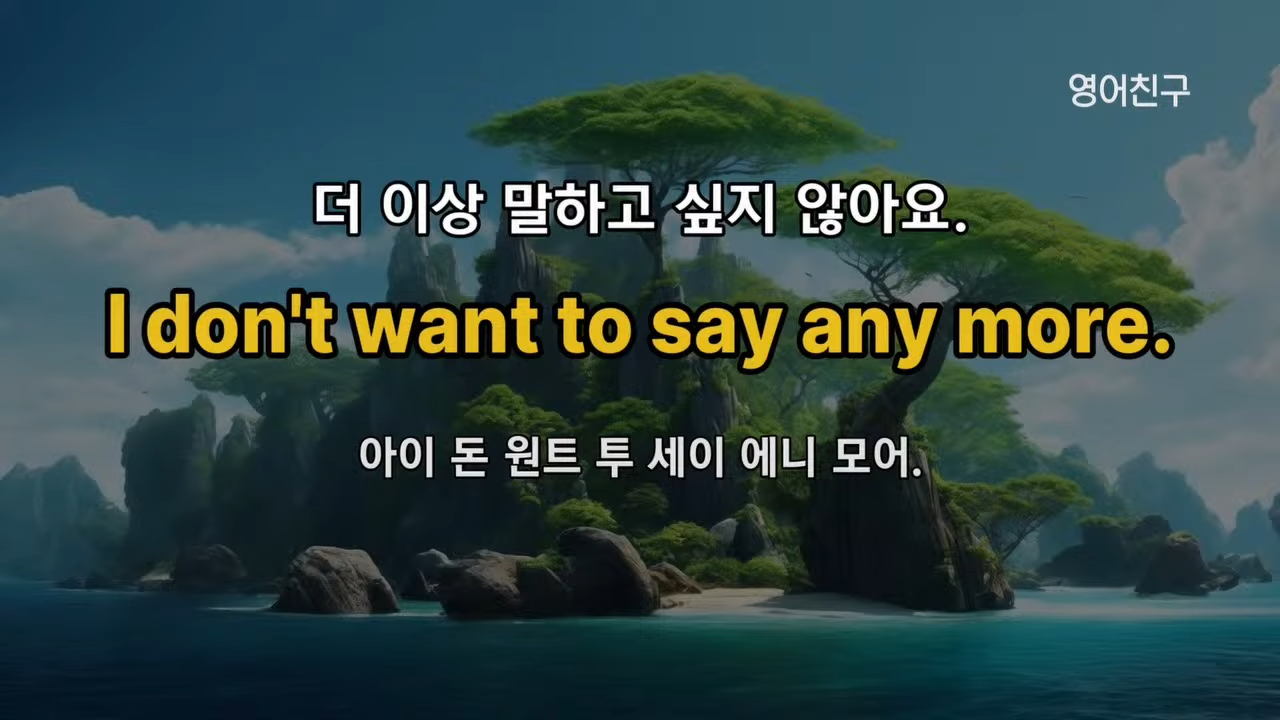 영어친구
더 이상 말하고 싶지 않아요.
I don't want to say any more.
아이 돈 원트 투 세이 에니 모어.